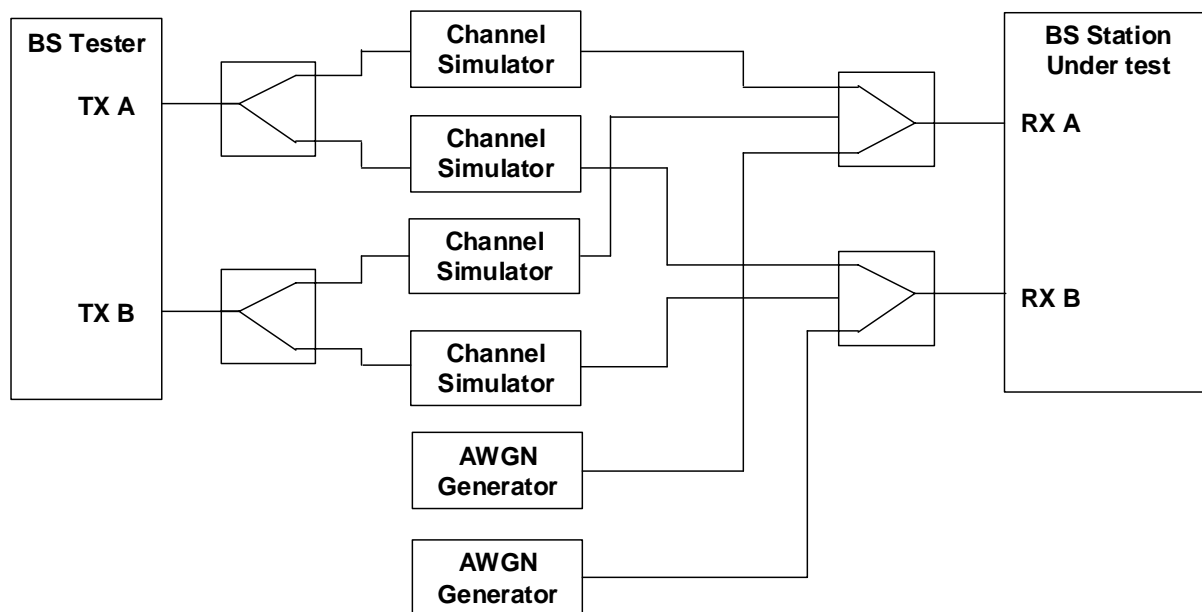 BS Tester
TX A
TX B
Channel
Simulator
Channel
Simulator
Channel
Simulator
Channel
Simulator
AWGN
Generator
AWGN
Generator
BS Station
Under test
RX A
RX B